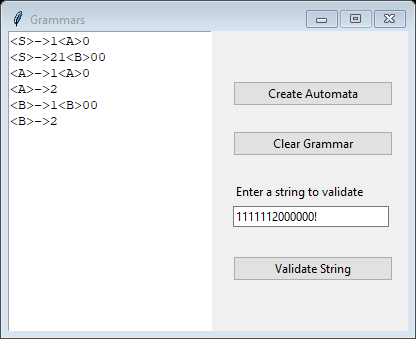 Grammars
<S>->1<A>0
<S>->21<B>00
<A>->1<A>0
<A>->2
<B>->1<B>00
<B>->2
Create Automata
Clear Grammar
Enter a string to validate
1111112000000!
Validate String